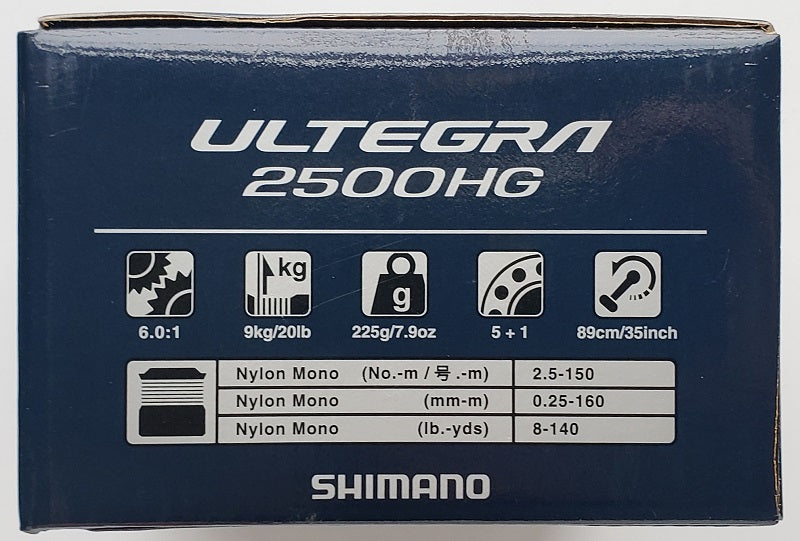 ULTEGRA
2500HG
kg
g
6.0:1 9kg/20lb 225g/7.9oz 5+1 89cm/35inch
Nylon Mono (No.-m / 号.-m) 2.5-150
Nylon Mono (mm-m) 0.25-160
Nylon Mono (lb.-yds) 8-140
SHIMANO